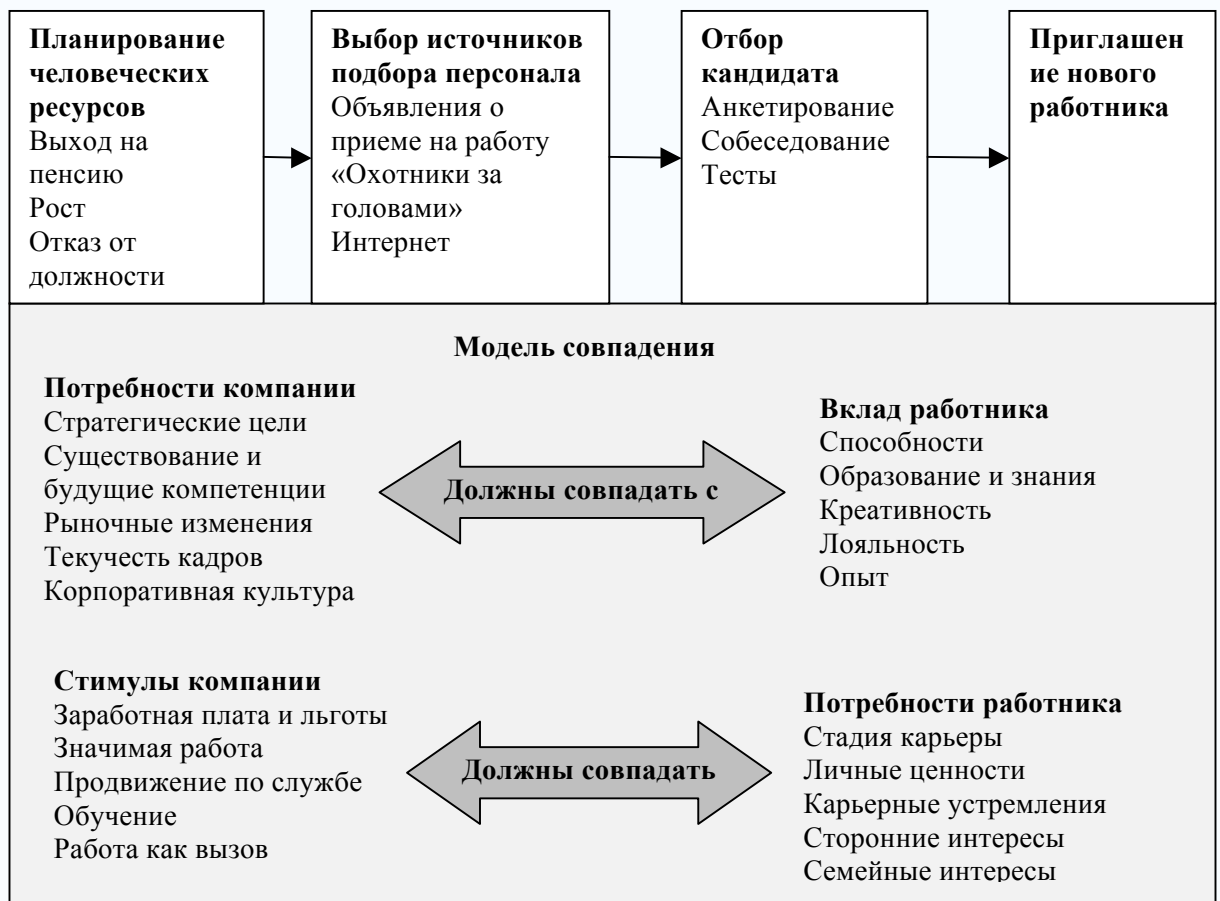 Планирование
человеческих
ресурсов
Выход на
пенсию
Рост
Отказ от
должности
Выбор источников
подбора персонала
Объявления о
приеме на работу
«Охотники за
головами»
Интернет
Отбор
кандидата
Анкетирование
Собеседование
Тесты
Приглашен
ие нового
работника
Модель совпадения
Потребности компании
Стратегические цели
Существование и
будущие компетенции
Рыночные изменения
Текучесть кадров
Корпоративная культура
Должны совпадать с
Вклад работника
Способности
Образование и знания
Креативность
Лояльность
Опыт
Стимулы компании
Заработная плата и льготы
Значимая работа
Продвижение по службе
Обучение
Работа как вызов
Должны совпадать
Потребности работника
Стадия карьеры
Личные ценности
Карьерные устремления
Сторонние интересы
Семейные интересы